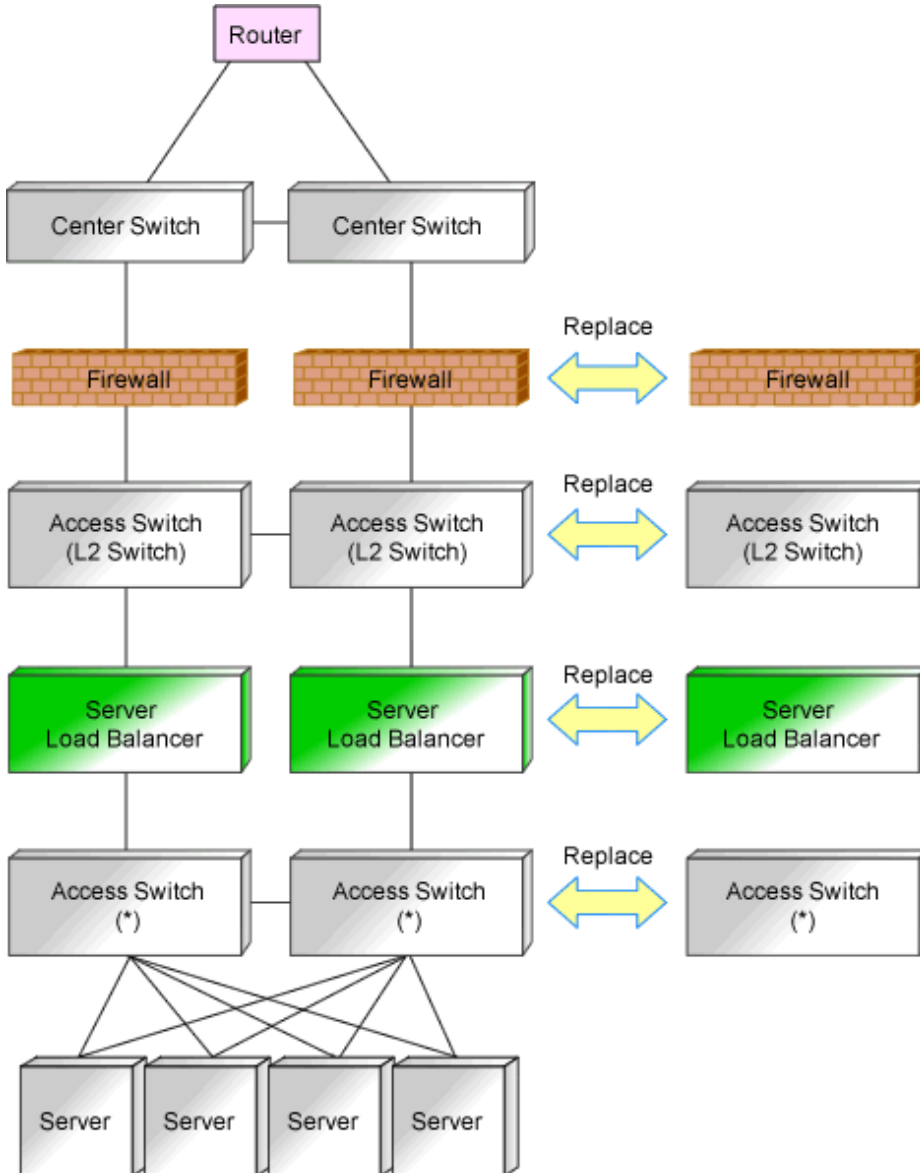 Router
Center Switch
Center Switch
Replace
Firewall
Firewall
Firewall
Replace
Access Switch
(L2 Switch)
Access Switch
(L2 Switch)
Access Switch
(L2 Switch)
Replace
Server
Load Balancer
Server
Load Balancer
Server
Load Balancer
Replace
Access Switch
(*)
Access Switch
(*)
Access Switch
(*)
Server
Server
Server
Server